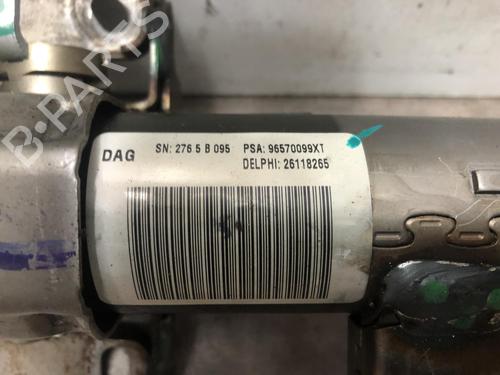 B-PARTS
DAG SN: 276 5 B 095 PSA: 96570099XT
DELPHI: 26118265